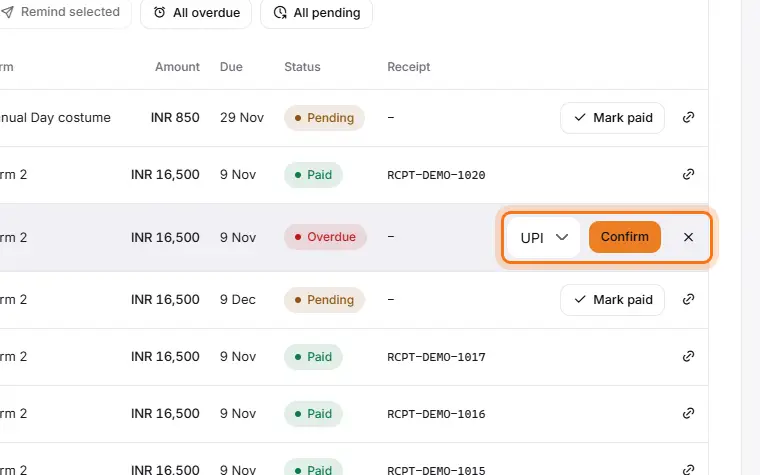 Remind selected All overdue All pending
rm Amount Due Status Receipt
nual Day costume INR 850 29 Nov Pending – Mark paid
rm 2 INR 16,500 9 Nov Paid RCPT-DEMO-1020
rm 2 INR 16,500 9 Nov Overdue – UPI Confirm
rm 2 INR 16,500 9 Dec Pending – Mark paid
rm 2 INR 16,500 9 Nov Paid RCPT-DEMO-1017
rm 2 INR 16,500 9 Nov Paid RCPT-DEMO-1016
rm 2 INR 16,500 9 Nov Paid RCPT-DEMO-1015